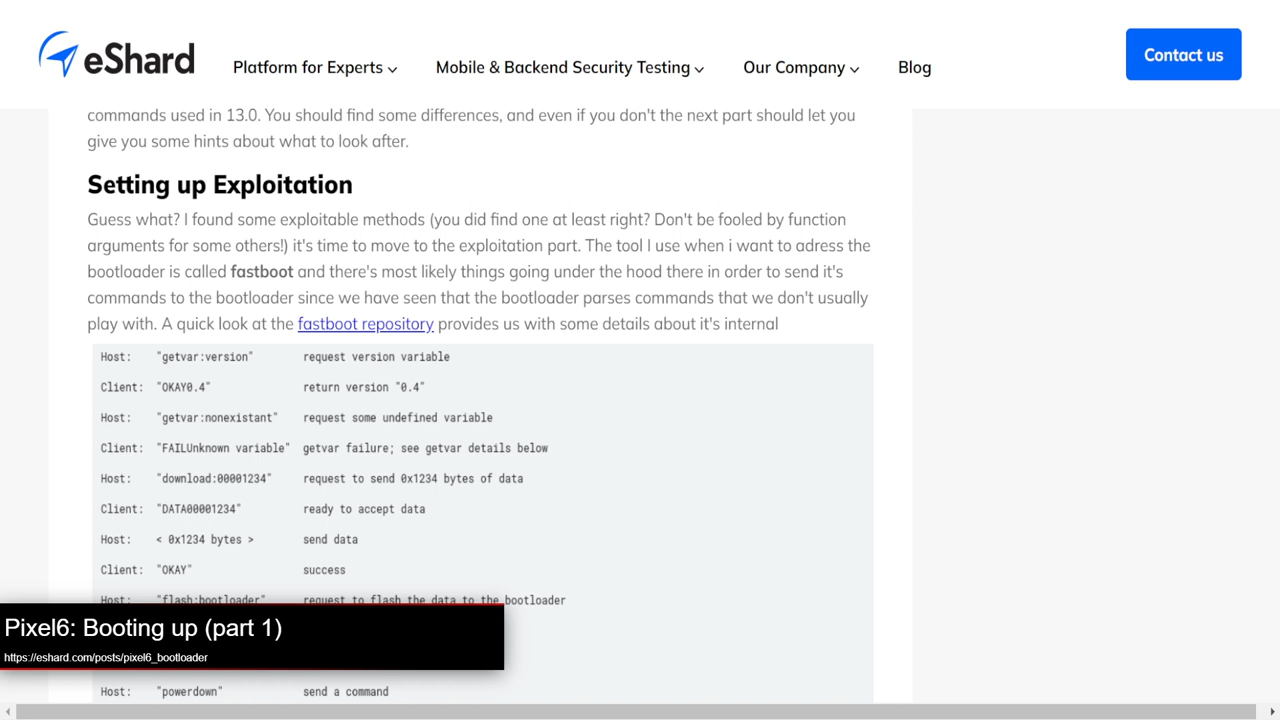 eShard
Platform for Experts
Mobile & Backend Security Testing
Our Company
Blog
Contact us
commands used in 13.0. You should find some differences, and even if you don't the next part should let you
give you some hints about what to look after.
Setting up Exploitation
Guess what? I found some exploitable methods (you did find one at least right? Don't be fooled by function
arguments for some others!) it's time to move to the exploitation part. The tool I use when i want to adress the
bootloader is called fastboot and there's most likely things going under the hood there in order to send it's
commands to the bootloader since we have seen that the bootloader parses commands that we don't usually
play with. A quick look at the fastboot repository provides us with some details about it's internal
Host: "getvar:version" request version variable
Client: "OKAY0.4" return version "0.4"
Host: "getvar:nonexistant" request some undefined variable
Client: "FAILUnknown variable" getvar failure; see getvar details below
Host: "download:00001234" request to send 0x1234 bytes of data
Client: "DATA00001234" ready to accept data
Host: < 0x1234 bytes > send data
Client: "OKAY" success
Host: "flash:bootloader" request to flash the data to the bootloader
Pixel6: Booting up (part 1)
https://eshard.com/posts/pixel6_bootloader
Host: "powerdown" send a command